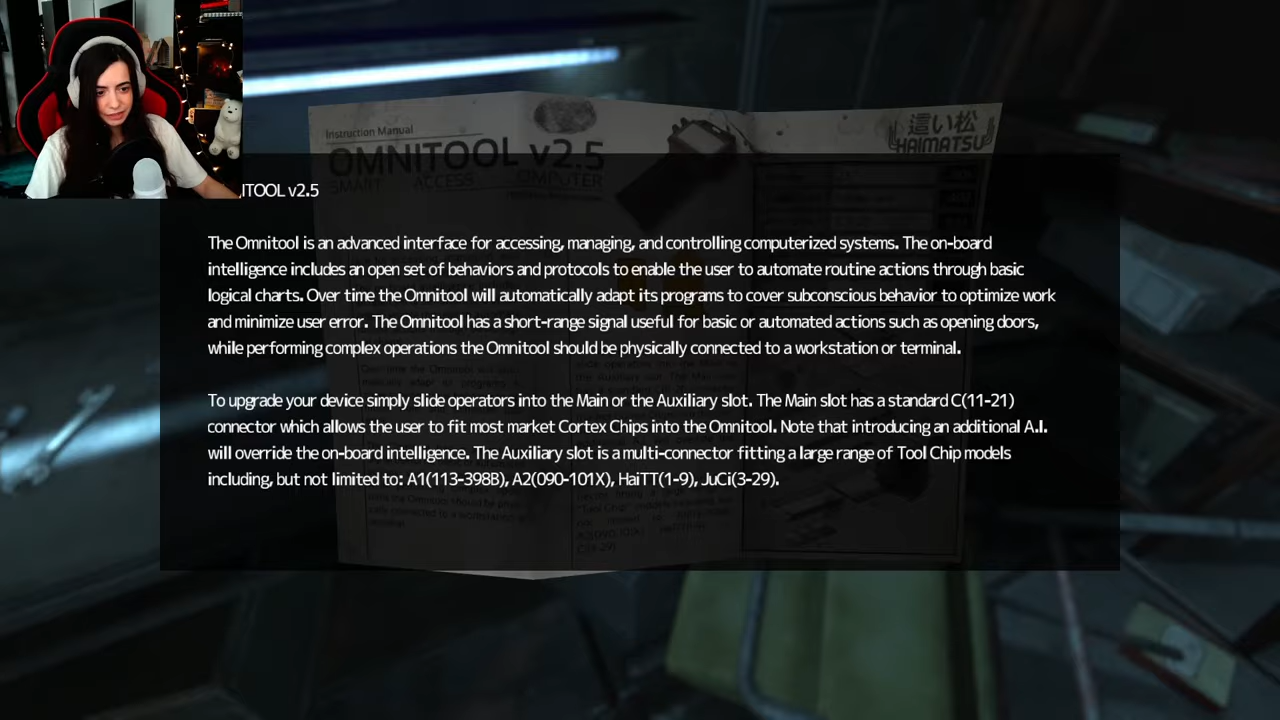 Instruction Manual
OMNITOOL v2.5
SMART ACCESS COMPUTER
這い松
HAIMATSU
ITOOL v2.5
The Omnitool is an advanced interface for accessing, managing, and controlling computerized systems. The on-board
intelligence includes an open set of behaviors and protocols to enable the user to automate routine actions through basic
logical charts. Over time the Omnitool will automatically adapt its programs to cover subconscious behavior to optimize work
and minimize user error. The Omnitool has a short-range signal useful for basic or automated actions such as opening doors,
while performing complex operations the Omnitool should be physically connected to a workstation or terminal.
To upgrade your device simply slide operators into the Main or the Auxiliary slot. The Main slot has a standard C(11-21)
connector which allows the user to fit most market Cortex Chips into the Omnitool. Note that introducing an additional A.I.
will override the on-board intelligence. The Auxiliary slot is a multi-connector fitting a large range of Tool Chip models
including, but not limited to: A1(113-398B), A2(090-101X), HaiTT(1-9), JuCi(3-29).